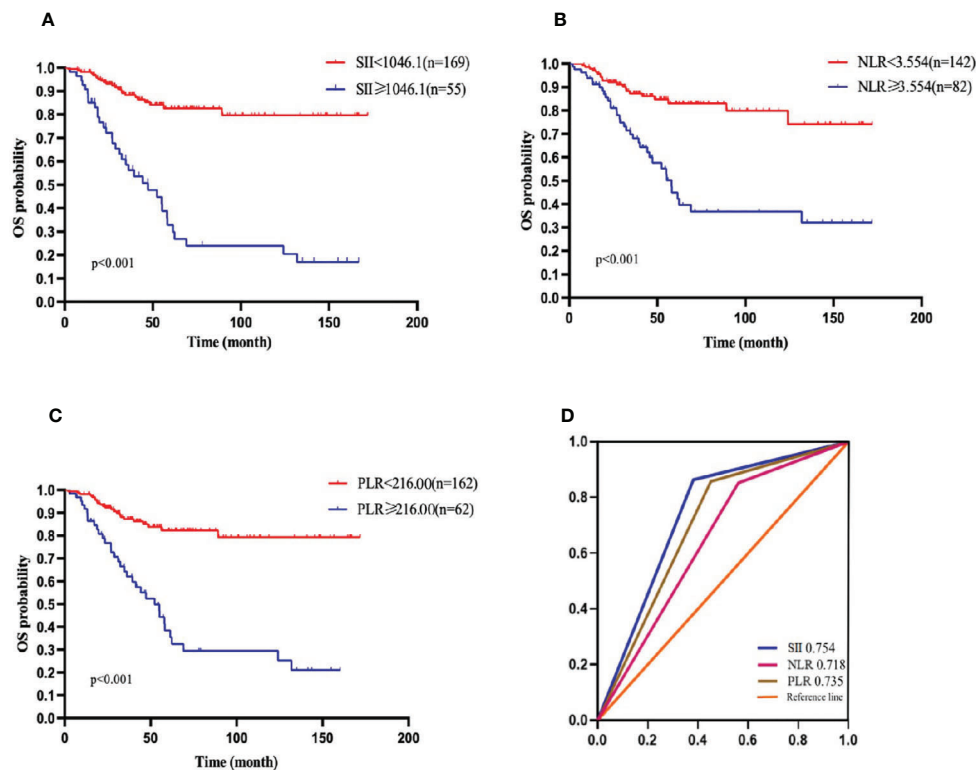 A
SII<1046.1(n=169)
SII≥1046.1(n=55)
1.0
0.9
0.8
0.7
0.6
0.5
0.4
0.3
0.2
0.1
0.0
OS probability
p<0.001
0
50
100
150
200
Time (month)
B
NLR<3.554(n=142)
NLR≥3.554(n=82)
1.0
0.9
0.8
0.7
0.6
0.5
0.4
0.3
0.2
0.1
0.0
OS probability
p<0.001
0
50
100
150
200
Time (month)
C
PLR<216.00(n=162)
PLR≥216.00(n=62)
1.0
0.9
0.8
0.7
0.6
0.5
0.4
0.3
0.2
0.1
0.0
OS probability
p<0.001
0
50
100
150
200
Time (month)
D
1.0
0.8
0.6
0.4
0.2
0.0
SII 0.754
NLR 0.718
PLR 0.735
Reference line
0.0
0.2
0.4
0.6
0.8
1.0